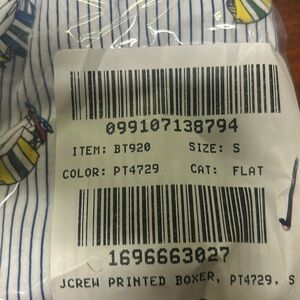 099107138794
ITEM: BT920 SIZE: S
COLOR: PT4729 CAT: FLAT
1696663027
JCREW PRINTED BOXER, PT4729, S